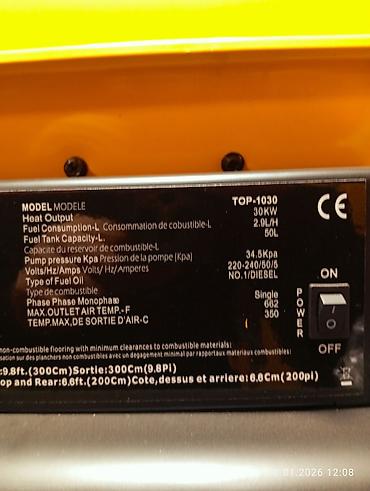 MODEL MODELE TOP-1030
Heat Output 30KW
Fuel Consumption-L Consommation de cobustible-L 2.9L/H
Fuel Tank Capacity-L. 50L
Capacite du reservoir de combustible-L
Pump pressure Kpa Pression de la pompe [Kpa] 34.5Kpa
Volts/Hz/Amps Volts/ Hz/Amperes 220-240/50/5
Type of Fuel Oil NO.1/DIESEL
Type de combustible
Phase Phase Monophase Single
MAX.OUTLET AIR TEMP.-F 662
TEMP.MAX,DE SORTIE D'AIR-C 350
CE
ON
POWER
OFF
non-combustible flooring with minimum clearances to combustible materials:
sation sur des planchers non combustibles avec un degagement minimal par rapportaux materiaux combustibles:
:9.8ft.(300Cm)Sortie:300Cm(9.8Pi)
op and Rear:6.6ft.(200Cm)Cote,dessus et arriere:6.6Cm(200pi)
01.2026 12:08